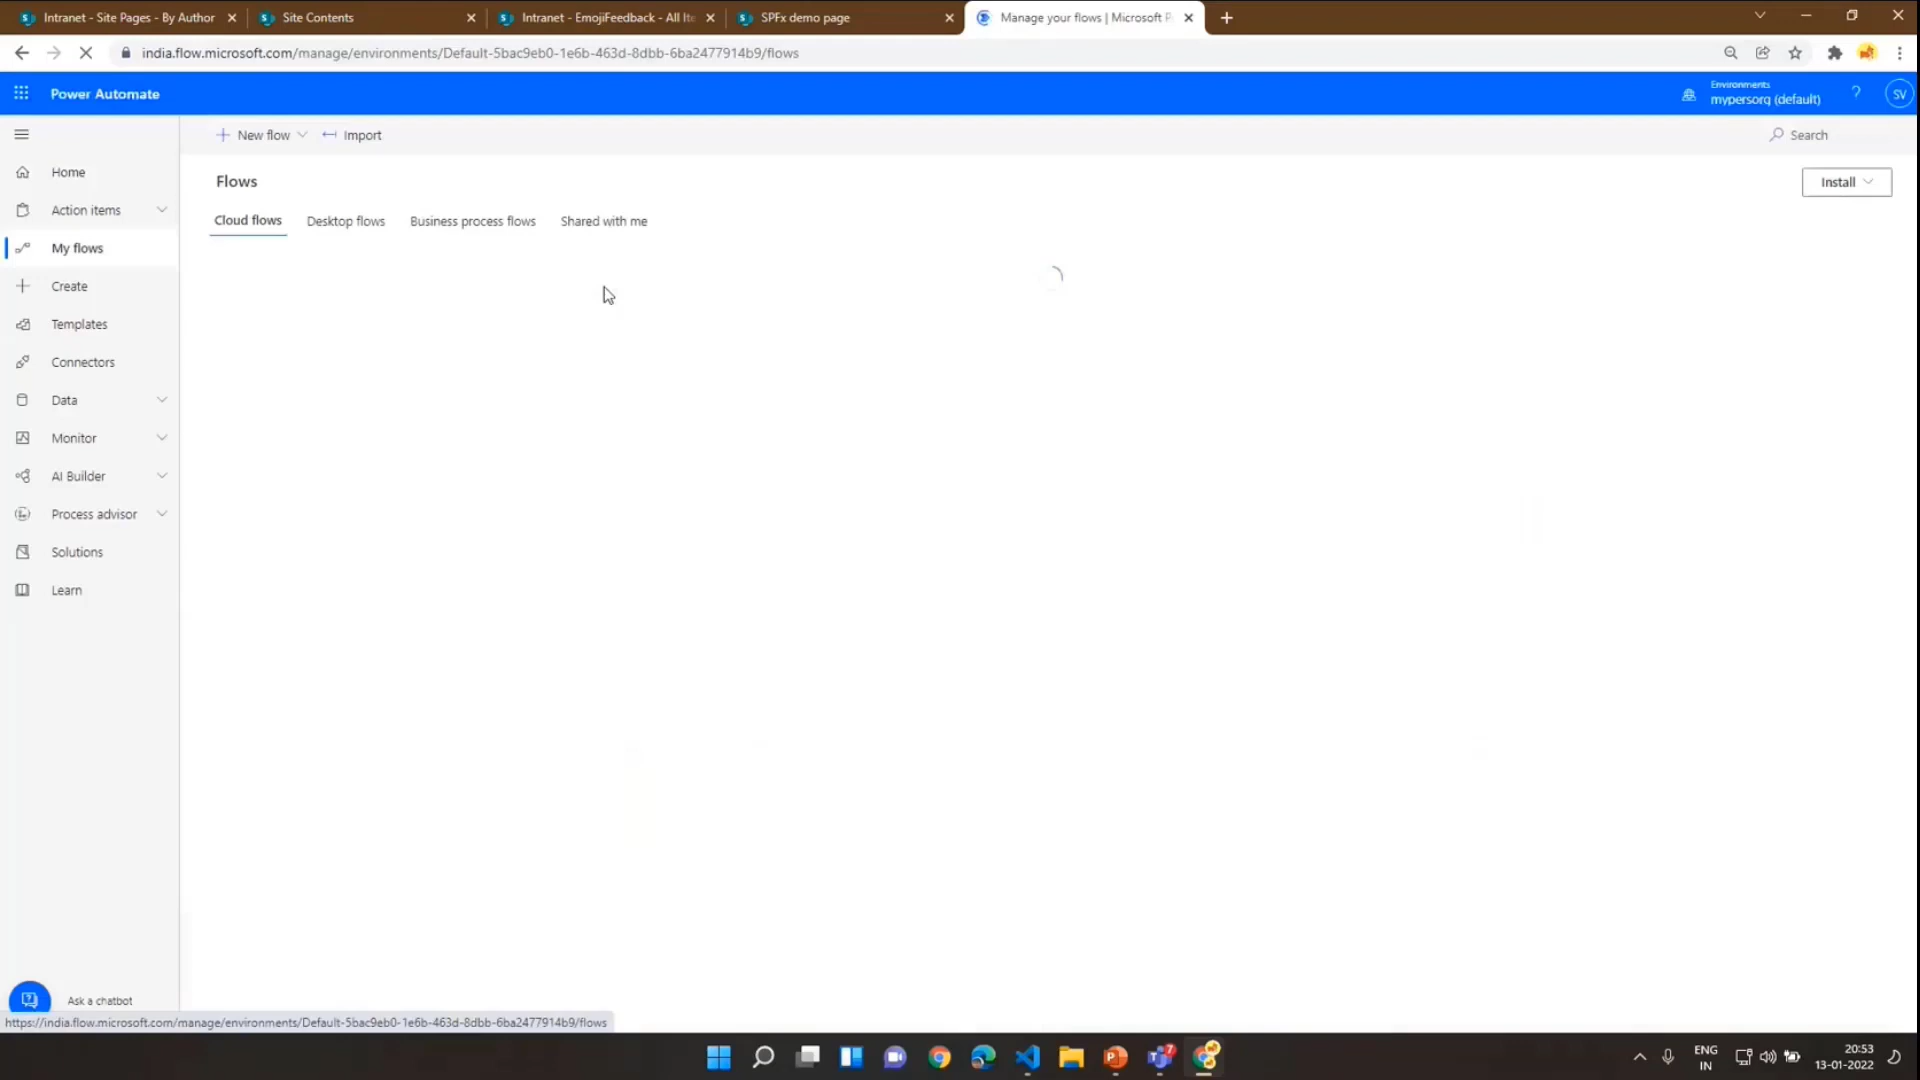 Intranet - Site Pages - By Author
Site Contents
Intranet - EmojiFeedback - All Ite
SPFx demo page
Manage your flows | Microsoft P
india.flow.microsoft.com/manage/environments/Default-5bac9eb0-1e6b-463d-8dbb-6ba2477914b9/flows
Power Automate
Environments
mypersorg (default)
?
SV
New flow
Import
Search
Home
Action items
My flows
Create
Templates
Connectors
Data
Monitor
AI Builder
Process advisor
Solutions
Learn
Flows
Install
Cloud flows
Desktop flows
Business process flows
Shared with me
Ask a chatbot
https://india.flow.microsoft.com/manage/environments/Default-5bac9eb0-1e6b-463d-8dbb-6ba2477914b9/flows
7
ENG
IN
20:53
13-01-2022